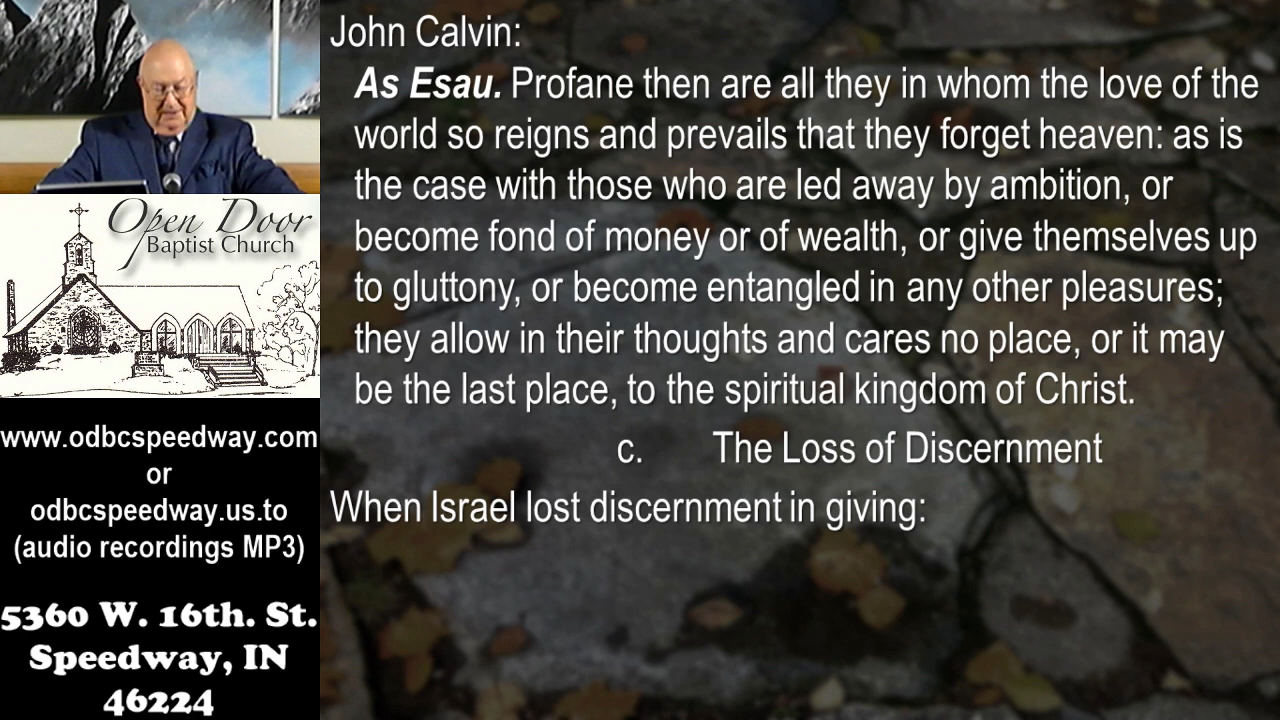 John Calvin:
As Esau. Profane then are all they in whom the love of the
world so reigns and prevails that they forget heaven: as is
the case with those who are led away by ambition, or
become fond of money or of wealth, or give themselves up
to gluttony, or become entangled in any other pleasures;
they allow in their thoughts and cares no place, or it may
be the last place, to the spiritual kingdom of Christ.
c. The Loss of Discernment
When Israel lost discernment in giving:
Open Door
Baptist Church
www.odbcspeedway.com
or
odbcspeedway.us.to
(audio recordings MP3)
5360 W. 16th. St.
Speedway, IN
46224